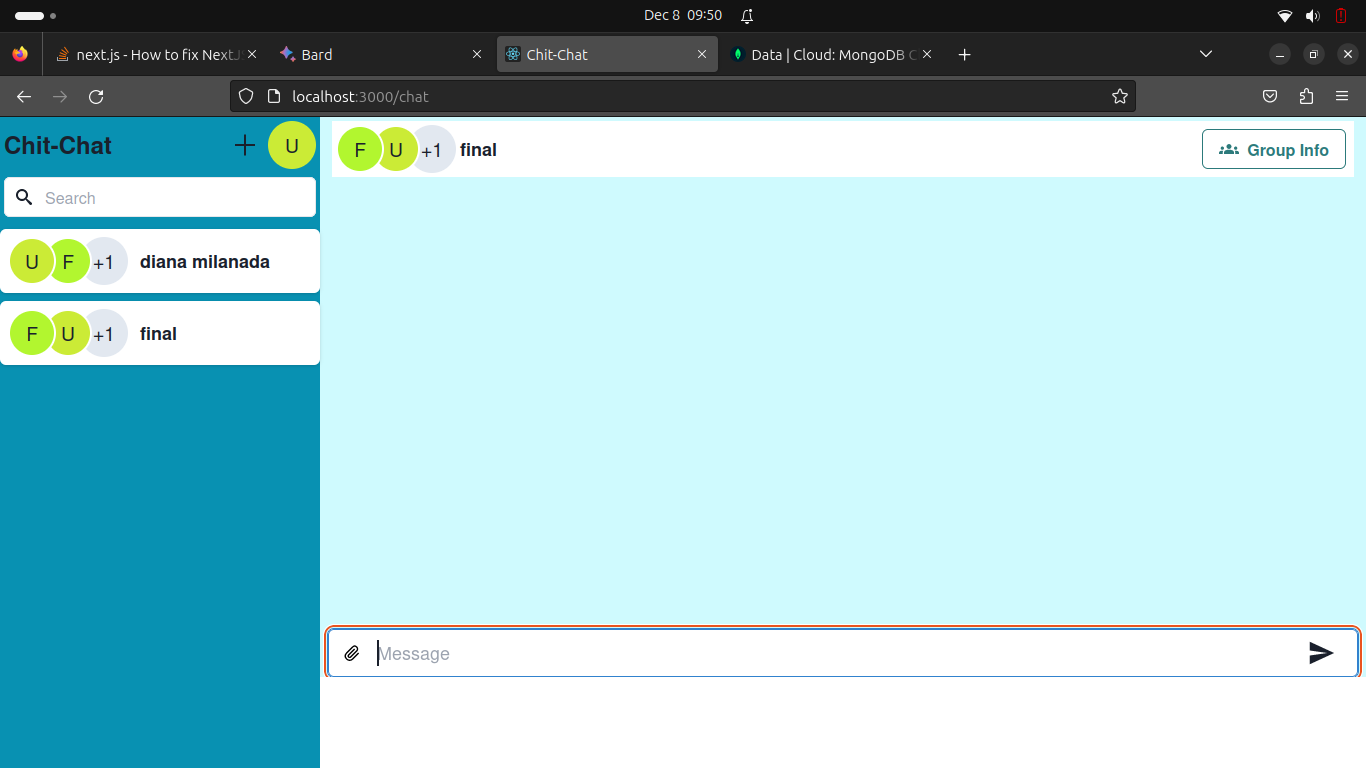 Dec 8 09:50
next.js - How to fix NextJ
Bard
Chit-Chat
Data | Cloud: MongoDB C
localhost:3000/chat
Chit-Chat
U
Search
U F +1 diana milanada
F U +1 final
F U +1 final
Group Info
Message